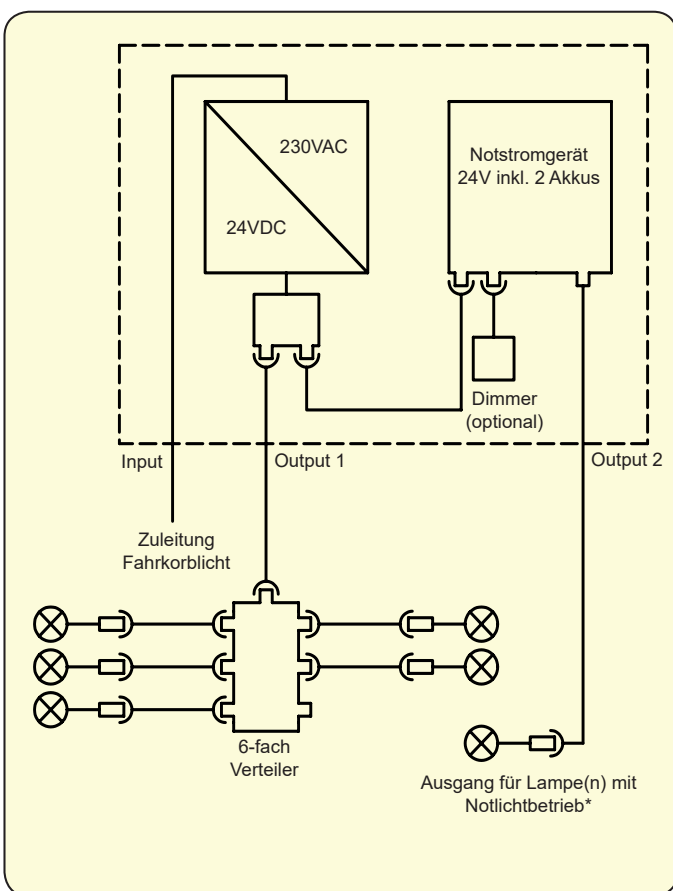 230VAC
24VDC
Notstromgerät
24V inkl. 2 Akkus
Dimmer
(optional)
Input
Output 1
Output 2
Zuleitung
Fahrkorblicht
6-fach
Verteiler
Ausgang für Lampe(n) mit
Notlichtbetrieb*